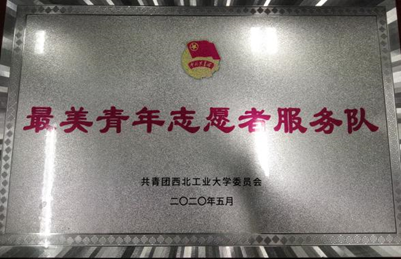 最美青年志愿者服务队
共青团西北工业大学委员会
二〇二〇年五月